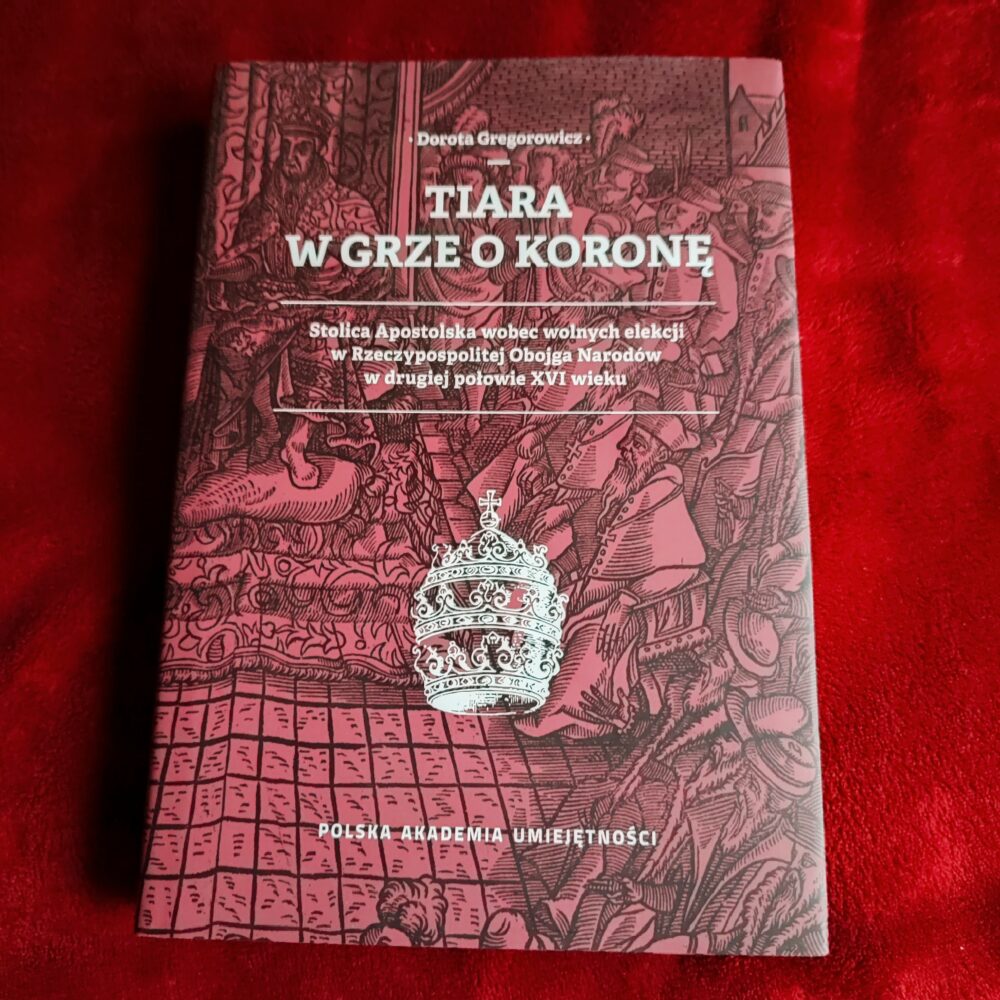 · Dorota Gregorowicz ·
TIARA
W GRZE O KORONĘ
Stolica Apostolska wobec wolnych elekcji
w Rzeczypospolitej Obojga Narodów
w drugiej połowie XVI wieku
POLSKA AKADEMIA UMIEJĘTNOŚCI